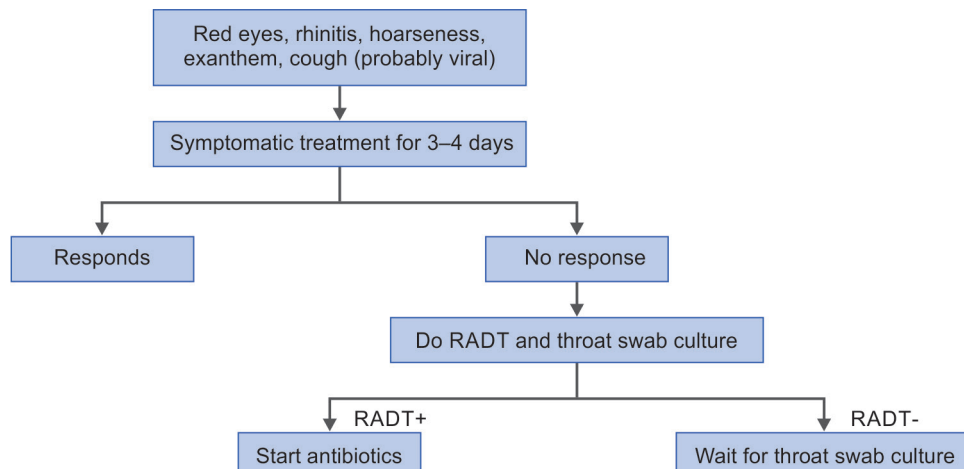 Red eyes, rhinitis, hoarseness,
exanthem, cough (probably viral)
Symptomatic treatment for 3–4 days
Responds
No response
Do RADT and throat swab culture
RADT+
RADT-
Start antibiotics
Wait for throat swab culture